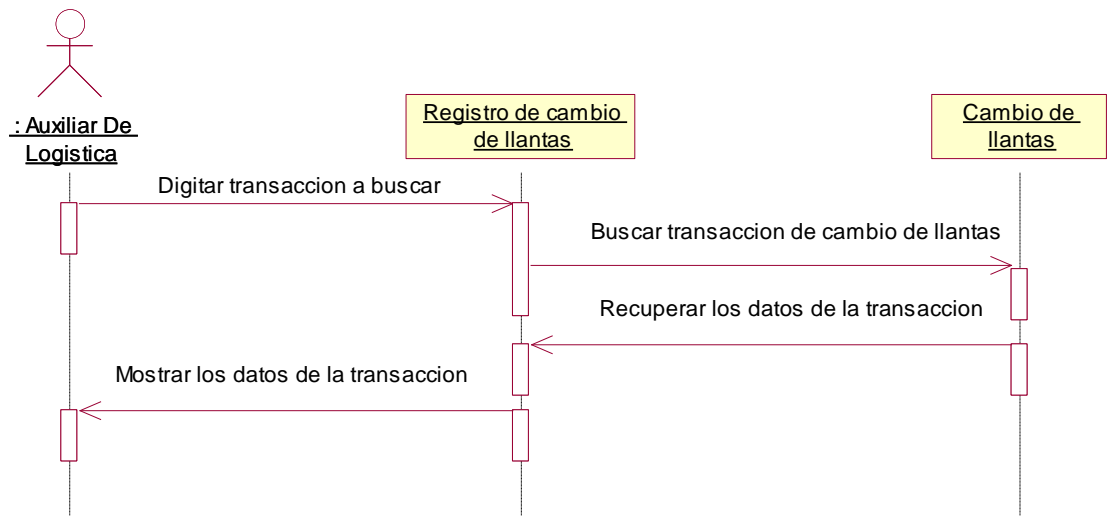 : Auxiliar De
Logistica
Registro de cambio
de llantas
Cambio de
llantas
Digitar transaccion a buscar
Buscar transaccion de cambio de llantas
Recuperar los datos de la transaccion
Mostrar los datos de la transaccion